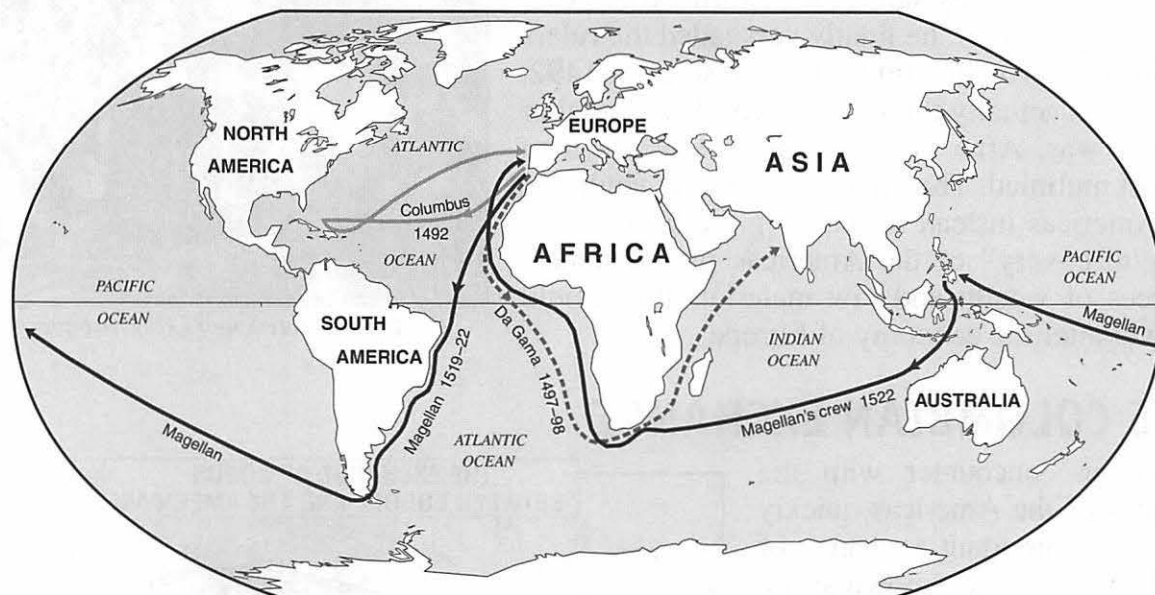 NORTH
AMERICA
ATLANTIC
EUROPE
ASIA
Columbus
1492
OCEAN
AFRICA
PACIFIC
OCEAN
PACIFIC
OCEAN
SOUTH
AMERICA
Da Gama 1497–98
INDIAN
OCEAN
Magellan
Magellan
Magellan 1519–22
ATLANTIC
OCEAN
Magellan's crew 1522
AUSTRALIA